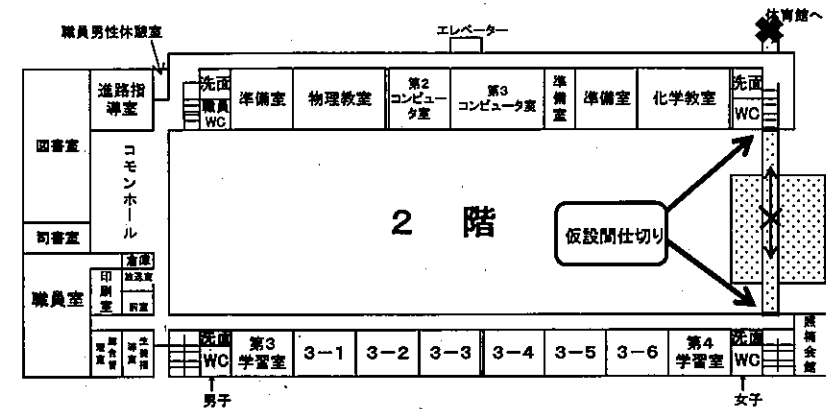 体育館へ
職員男性休憩室
エレベーター
進路指
導室
洗面
職員
WC
準備室
物理教室
第2
コンピュー
タ室
第3
コンピュータ室
準
備
室
準備室
化学教室
洗面
WC
図書室
コモンホール
2 階
仮設間仕切り
司書室
倉庫
放送室
印
刷
室
職員室
洗面
WC
第3
学習室
3-1
3-2
3-3
3-4
3-5
3-6
第4
学習室
洗面
WC
男子
女子